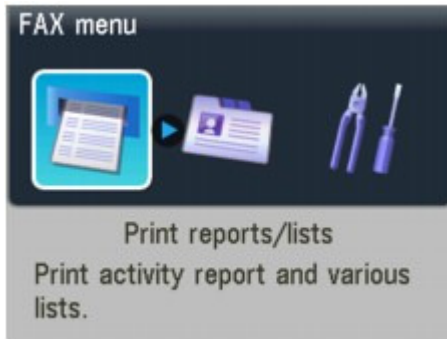 FAX menu
Print reports/lists
Print activity report and various
lists.